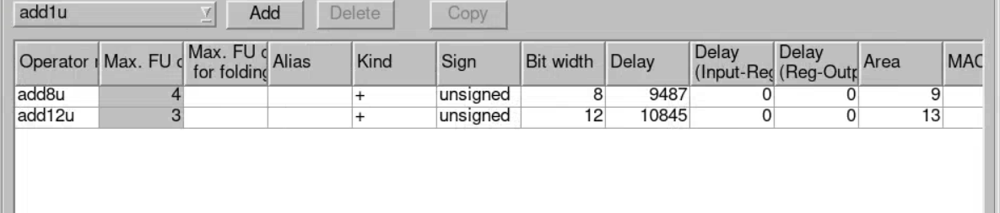 add1u Add Delete Copy
Operator Max. FU Max. FU for folding Alias Kind Sign Bit width Delay Delay (Input-Reg Delay (Reg-Outp Area MAC
add8u 4 + unsigned 8 9487 0 0 9
add12u 3 + unsigned 12 10845 0 0 13